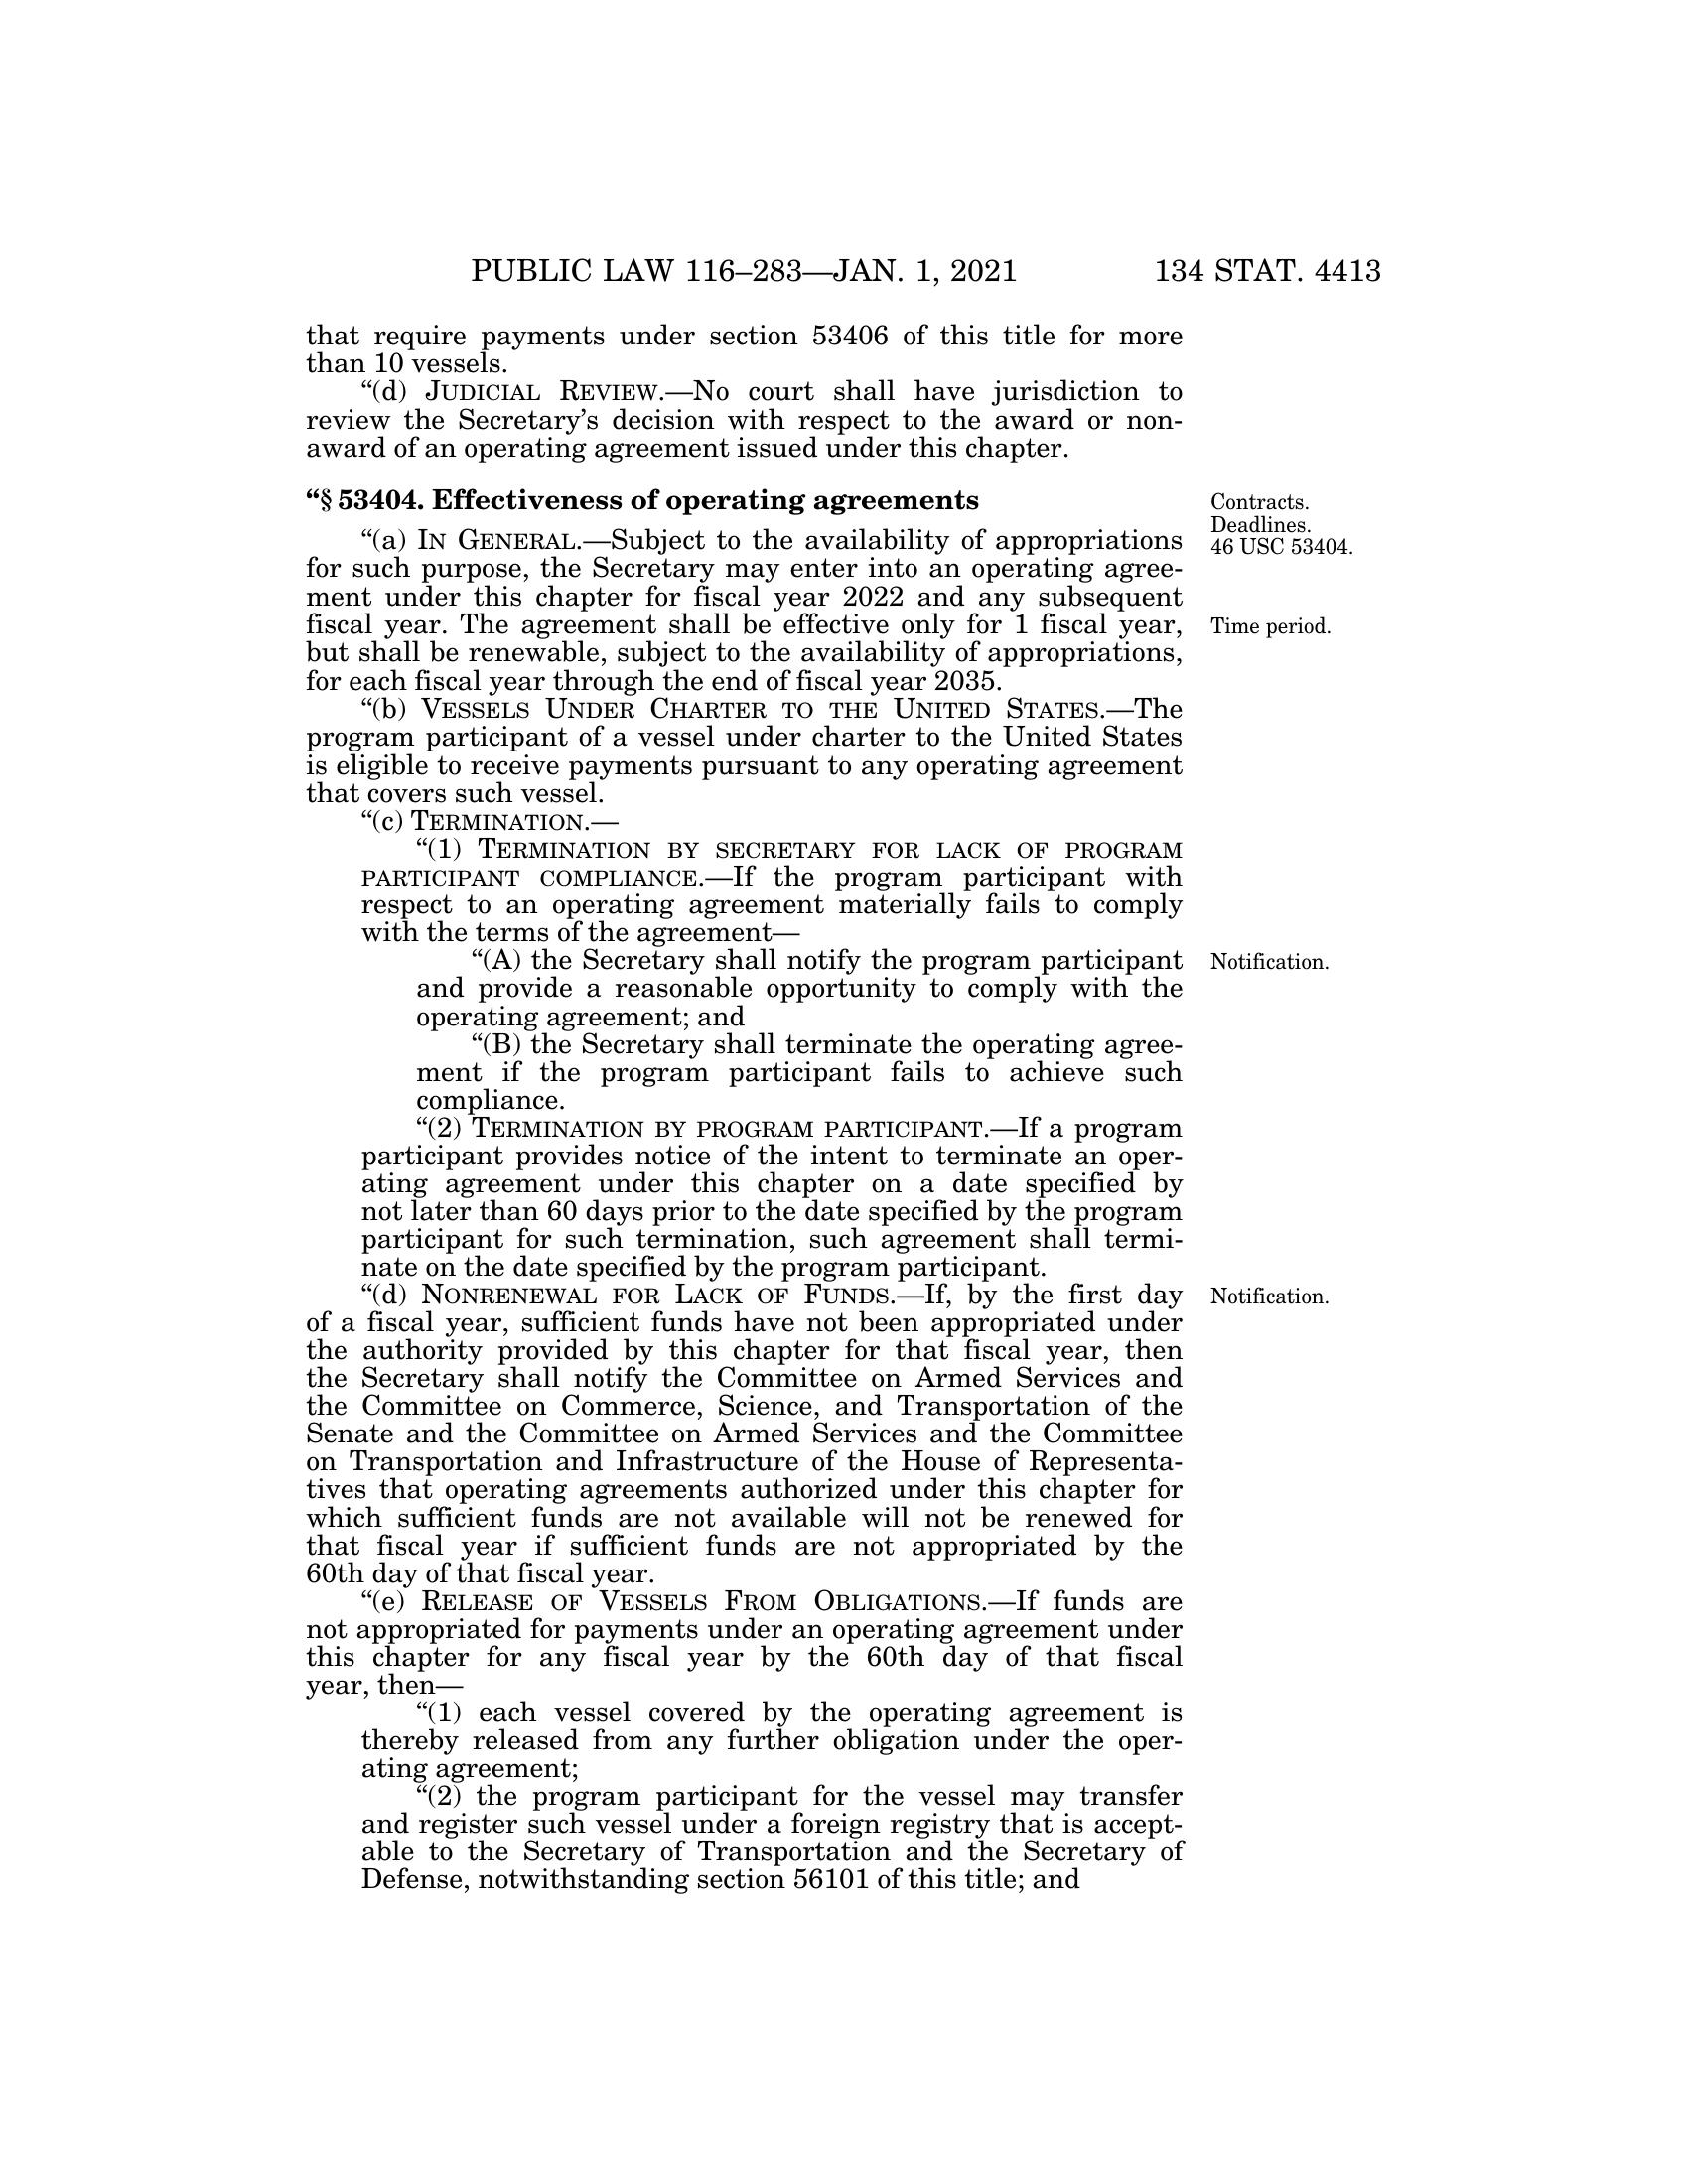 PUBLIC LAW 116–283—JAN. 1, 2021 134 STAT. 4413
that require payments under section 53406 of this title for more
than 10 vessels.
“(d) JUDICIAL REVIEW.—No court shall have jurisdiction to
review the Secretary’s decision with respect to the award or non-
award of an operating agreement issued under this chapter.
“§ 53404. Effectiveness of operating agreements
Contracts.
Deadlines.
46 USC 53404.
“(a) IN GENERAL.—Subject to the availability of appropriations
for such purpose, the Secretary may enter into an operating agree-
ment under this chapter for fiscal year 2022 and any subsequent
fiscal year. The agreement shall be effective only for 1 fiscal year,
Time period.
but shall be renewable, subject to the availability of appropriations,
for each fiscal year through the end of fiscal year 2035.
“(b) VESSELS UNDER CHARTER TO THE UNITED STATES.—The
program participant of a vessel under charter to the United States
is eligible to receive payments pursuant to any operating agreement
that covers such vessel.
“(c) TERMINATION.—
“(1) TERMINATION BY SECRETARY FOR LACK OF PROGRAM
PARTICIPANT COMPLIANCE.—If the program participant with
respect to an operating agreement materially fails to comply
with the terms of the agreement—
“(A) the Secretary shall notify the program participant
Notification.
and provide a reasonable opportunity to comply with the
operating agreement; and
“(B) the Secretary shall terminate the operating agree-
ment if the program participant fails to achieve such
compliance.
“(2) TERMINATION BY PROGRAM PARTICIPANT.—If a program
participant provides notice of the intent to terminate an oper-
ating agreement under this chapter on a date specified by
not later than 60 days prior to the date specified by the program
participant for such termination, such agreement shall termi-
nate on the date specified by the program participant.
“(d) NONRENEWAL FOR LACK OF FUNDS.—If, by the first day
Notification.
of a fiscal year, sufficient funds have not been appropriated under
the authority provided by this chapter for that fiscal year, then
the Secretary shall notify the Committee on Armed Services and
the Committee on Commerce, Science, and Transportation of the
Senate and the Committee on Armed Services and the Committee
on Transportation and Infrastructure of the House of Representa-
tives that operating agreements authorized under this chapter for
which sufficient funds are not available will not be renewed for
that fiscal year if sufficient funds are not appropriated by the
60th day of that fiscal year.
“(e) RELEASE OF VESSELS FROM OBLIGATIONS.—If funds are
not appropriated for payments under an operating agreement under
this chapter for any fiscal year by the 60th day of that fiscal
year, then—
“(1) each vessel covered by the operating agreement is
thereby released from any further obligation under the oper-
ating agreement;
“(2) the program participant for the vessel may transfer
and register such vessel under a foreign registry that is accept-
able to the Secretary of Transportation and the Secretary of
Defense, notwithstanding section 56101 of this title; and